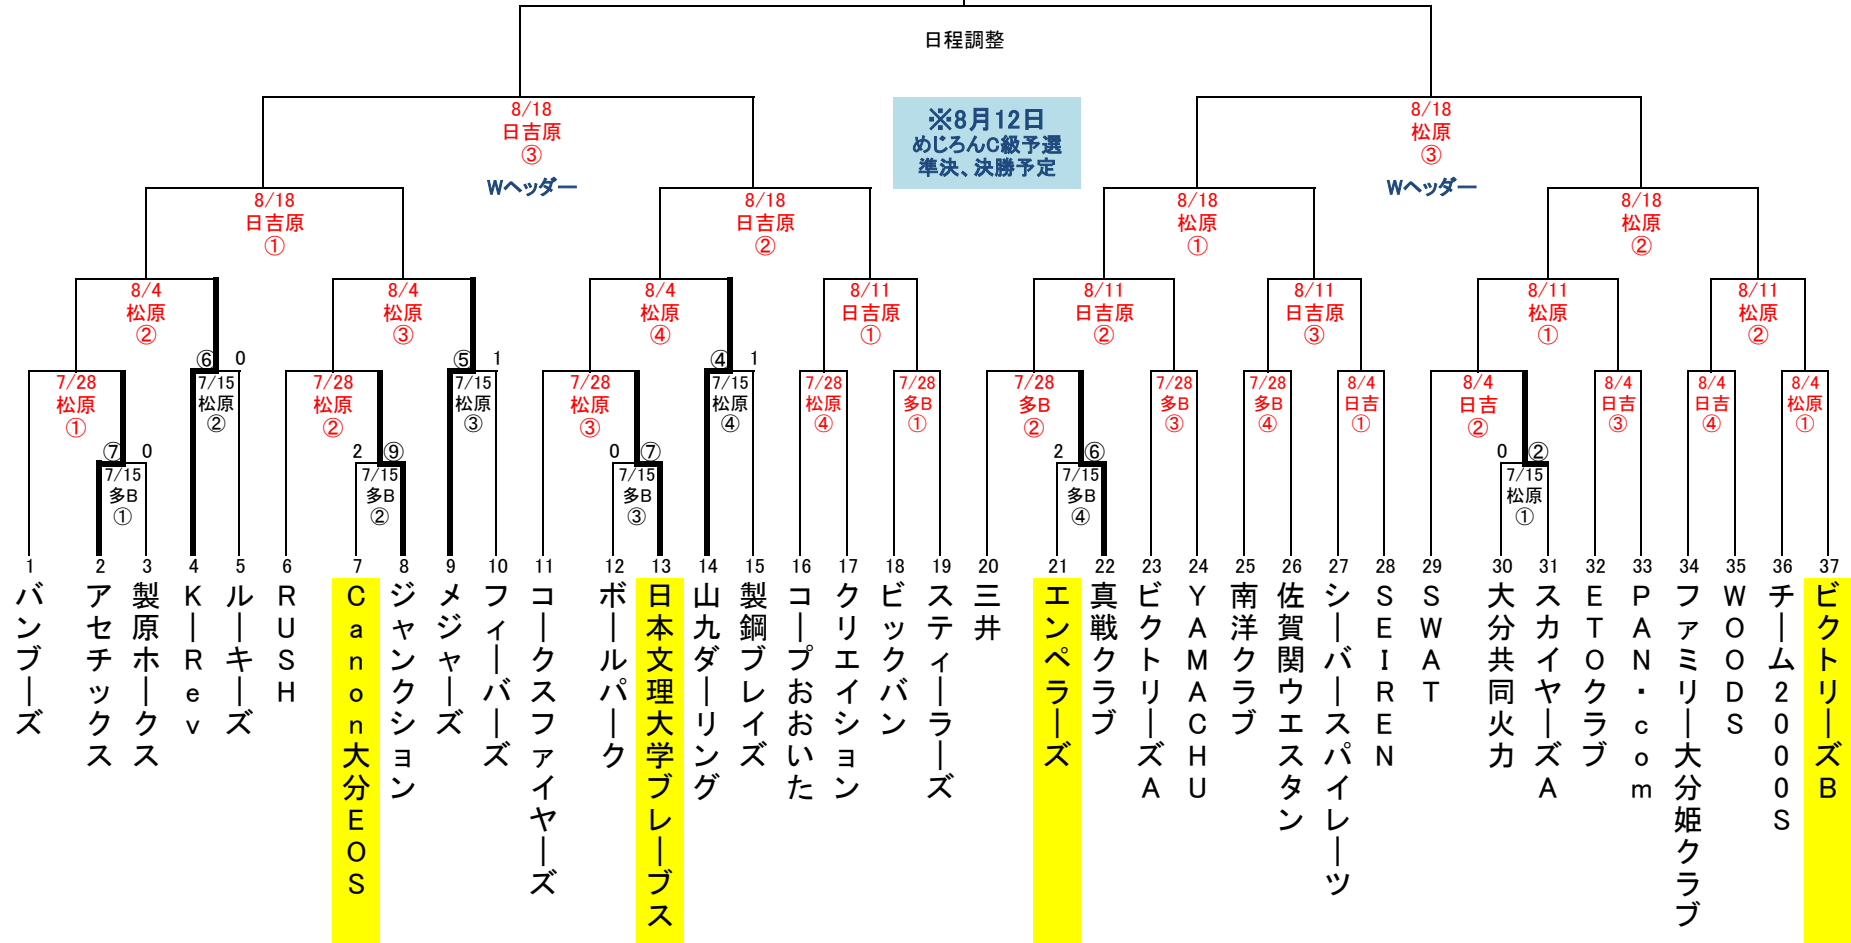 日程調整
8/18
日吉原
③
Wヘッダー
※8月12日
めじろんC級予選
準決、決勝予定
8/18
松原
③
Wヘッダー
8/18
日吉原
①
8/18
日吉原
②
8/18
松原
①
8/18
松原
②
8/4
松原
②
8/4
松原
③
8/4
松原
④
8/11
日吉原
①
8/11
日吉原
②
8/11
日吉原
③
8/11
松原
①
8/11
松原
②
⑥ 0
⑤ 1
④ 1
7/28
松原
①
7/15
松原
②
7/28
松原
②
7/15
松原
③
7/28
松原
③
7/15
松原
④
7/28
松原
④
7/28
多B
①
7/28
多B
②
7/28
多B
③
7/28
多B
④
8/4
日吉
①
8/4
日吉
②
8/4
日吉
③
8/4
日吉
④
8/4
松原
①
⑦ 0
7/15
多B
①
2 ⑨
7/15
多B
②
0 ⑦
7/15
多B
③
2 ⑥
7/15
多B
④
0 ②
7/15
松原
①
1
バンブーズ
2
アセチックス
3
製原ホークス
4
K－Rev
5
ルーキーズ
6
RUSH
7
Canon大分EOS
8
ジャンクション
9
メジャーズ
10
フィーバーズ
11
コークスファイヤーズ
12
ボールパーク
13
日本文理大学ブレーブス
14
山九ダーリング
15
製鋼ブレイズ
16
コープおおいた
17
クリエイション
18
ビックバン
19
スティーラーズ
20
三井
21
エンペラーズ
22
真戦クラブ
23
ビクトリーズA
24
YAMACHU
25
南洋クラブ
26
佐賀関ウエスタン
27
シーバースパイレーツ
28
SEIREN
29
SWAT
30
大分共同火力
31
スカイヤーズA
32
ETOクラブ
33
PAN・com
34
ファミリー大分姫クラブ
35
WOODS
36
チーム2000S
37
ビクトリーズB